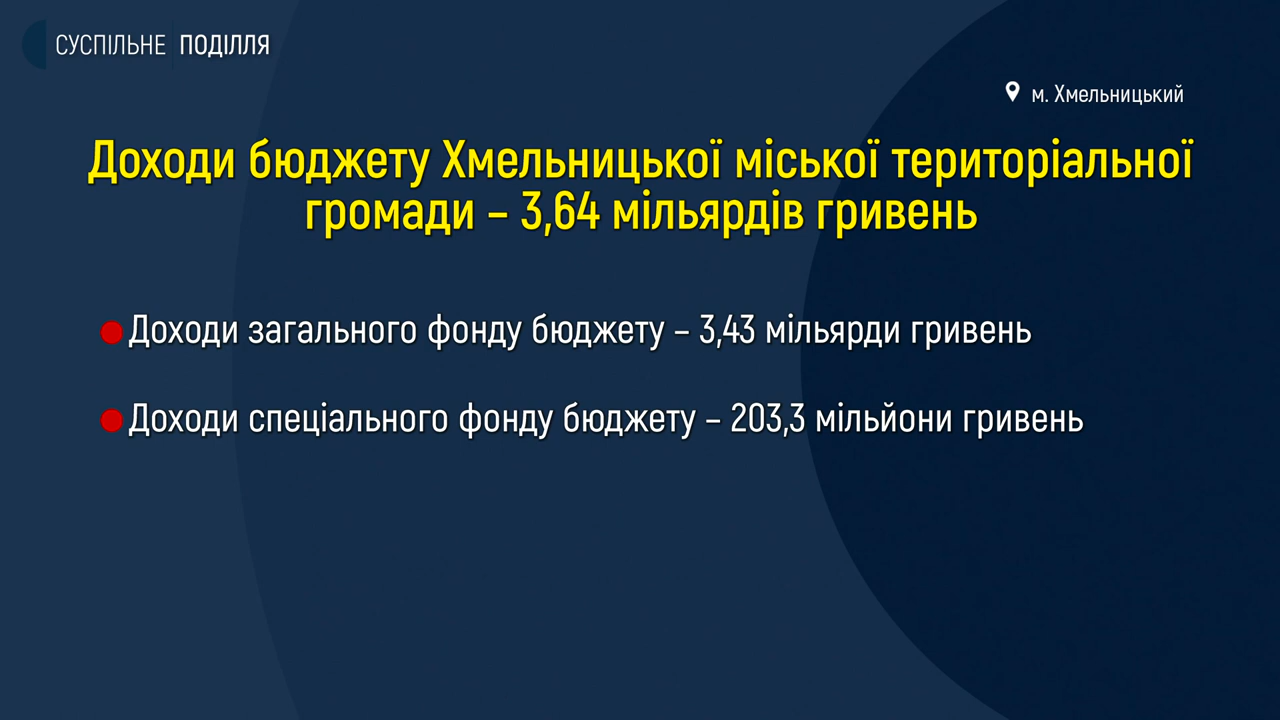 СУСПІЛЬНЕ ПОДІЛЛЯ
м. Хмельницький
Доходи бюджету Хмельницької міської територіальної
громади – 3,64 мільярдів гривень
Доходи загального фонду бюджету – 3,43 мільярди гривень
Доходи спеціального фонду бюджету – 203,3 мільйони гривень